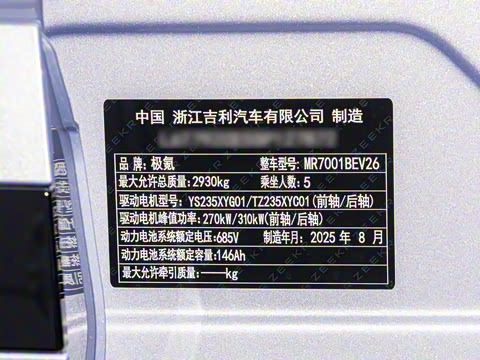 中国 浙江吉利汽车有限公司 制造
品 牌:极氪 整车型号: MR7001BEV26
最大允许总质量:2930kg 乘坐人数: 5
驱动电机型号: YS235XYG01/TZ235XYC01(前轴/后轴)
驱动电机峰值功率:270kW/310kW(前轴/后轴)
动力电池系统额定电压:685V 制造年月: 2025 年 8 月
动力电池系统额定容量:146Ah
最大允许牵引质量:——kg